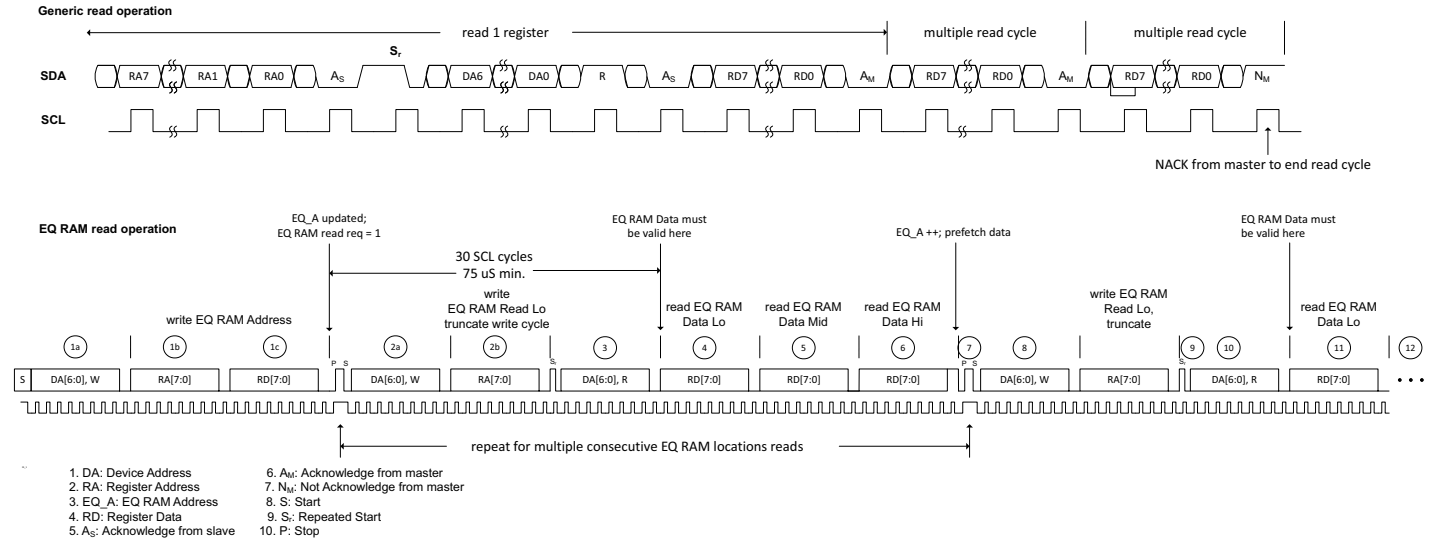 Generic read operation
read 1 register
multiple read cycle
multiple read cycle
Sr
SDA
RA7 RA1 RA0 AS DA6 DA0 R AS RD7 RD0 AM RD7 RD0 AM RD7 RD0 NM
SCL
NACK from master to end read cycle
EQ RAM read operation
EQ_A updated;
EQ RAM read req = 1
EQ RAM Data must
be valid here
EQ_A ++; prefetch data
EQ RAM Data must
be valid here
30 SCL cycles
75 uS min.
write EQ RAM Address
write
EQ RAM Read Lo
truncate write cycle
read EQ RAM
Data Lo
read EQ RAM
Data Mid
read EQ RAM
Data Hi
write EQ RAM
Read Lo,
truncate
read EQ RAM
Data Lo
1a 1b 1c 2a 2b 3 4 5 6 7 8 9 10 11 12
P S Sr P S Sr
S DA[6:0], W RA[7:0] RD[7:0] DA[6:0], W RA[7:0] DA[6:0], R RD[7:0] RD[7:0] RD[7:0] DA[6:0], W RA[7:0] DA[6:0], R RD[7:0] • • •
repeat for multiple consecutive EQ RAM locations reads
1. DA: Device Address
2. RA: Register Address
3. EQ_A: EQ RAM Address
4. RD: Register Data
5. AS: Acknowledge from slave
6. AM: Acknowledge from master
7. NM: Not Acknowledge from master
8. S: Start
9. Sr: Repeated Start
10. P: Stop